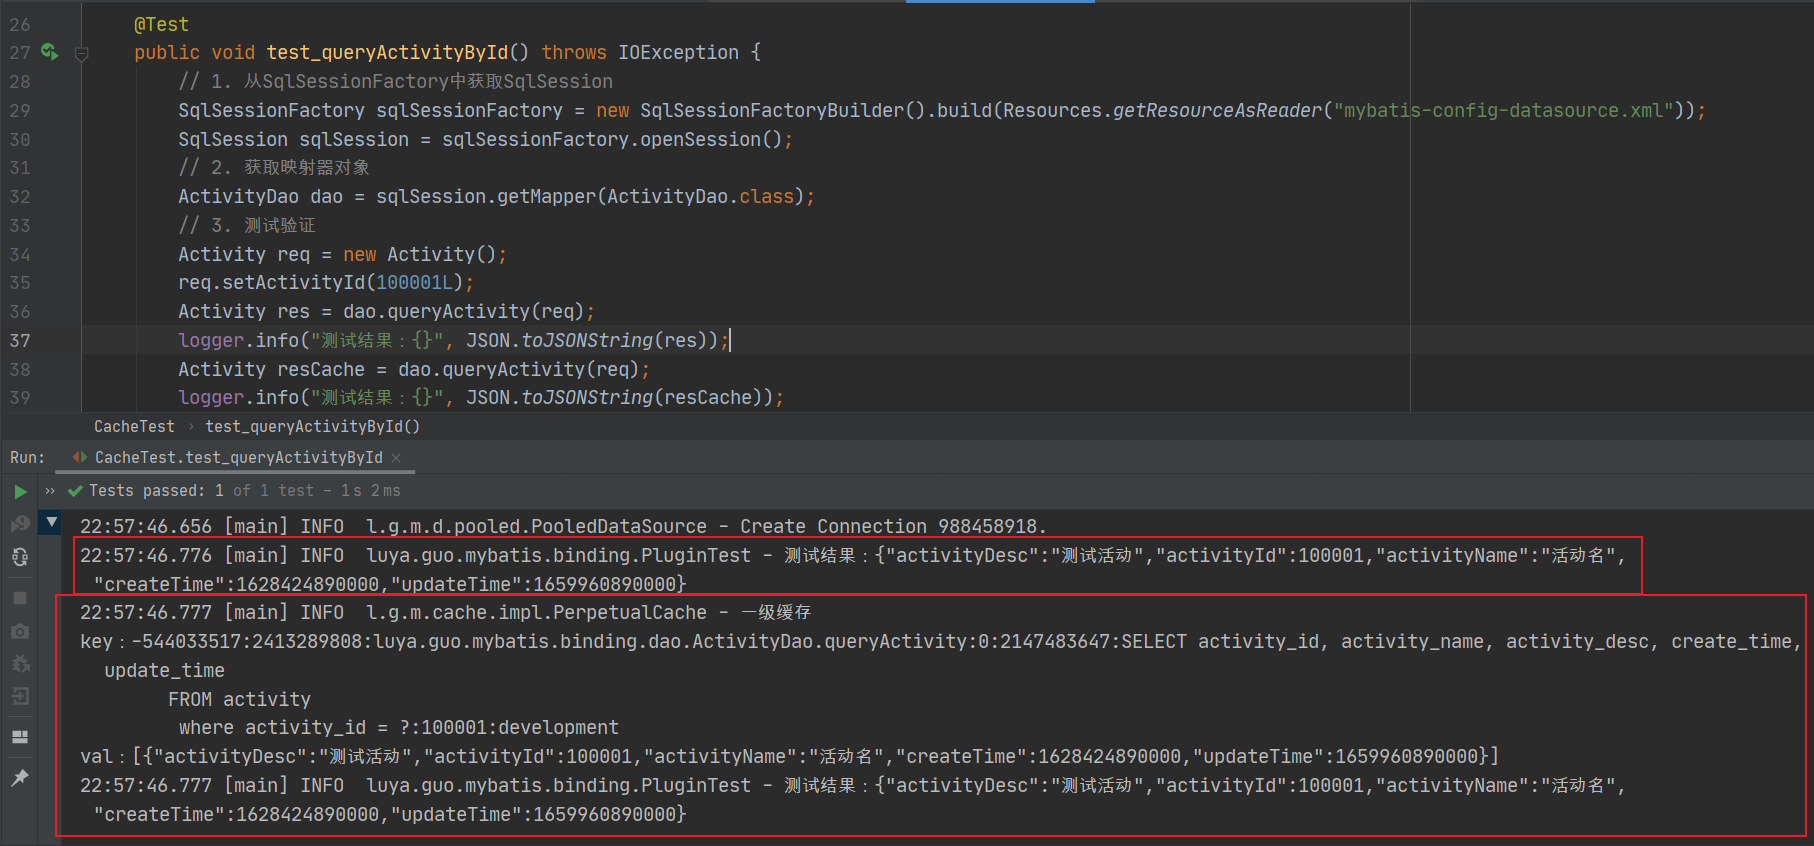 26 @Test
27 public void test_queryActivityById() throws IOException {
28 // 1. 从SqlSessionFactory中获取SqlSession
29 SqlSessionFactory sqlSessionFactory = new SqlSessionFactoryBuilder().build(Resources.getResourceAsReader("mybatis-config-datasource.xml"));
30 SqlSession sqlSession = sqlSessionFactory.openSession();
31 // 2. 获取映射器对象
32 ActivityDao dao = sqlSession.getMapper(ActivityDao.class);
33 // 3. 测试验证
34 Activity req = new Activity();
35 req.setActivityId(100001L);
36 Activity res = dao.queryActivity(req);
37 logger.info("测试结果：{}", JSON.toJSONString(res));
38 Activity resCache = dao.queryActivity(req);
39 logger.info("测试结果：{}", JSON.toJSONString(resCache));
CacheTest › test_queryActivityById()
Run: CacheTest.test_queryActivityById ×
» Tests passed: 1 of 1 test – 1 s 2 ms
22:57:46.656 [main] INFO  l.g.m.d.pooled.PooledDataSource - Create Connection 988458918.
22:57:46.776 [main] INFO  luya.guo.mybatis.binding.PluginTest - 测试结果：{"activityDesc":"测试活动","activityId":100001,"activityName":"活动名",
"createTime":1628424890000,"updateTime":1659960890000}
22:57:46.777 [main] INFO  l.g.m.cache.impl.PerpetualCache - 一级缓存
key：-544033517:2413289808:luya.guo.mybatis.binding.dao.ActivityDao.queryActivity:0:2147483647:SELECT activity_id, activity_name, activity_desc, create_time,
update_time
FROM activity
where activity_id = ?:100001:development
val：[{"activityDesc":"测试活动","activityId":100001,"activityName":"活动名","createTime":1628424890000,"updateTime":1659960890000}]
22:57:46.777 [main] INFO  luya.guo.mybatis.binding.PluginTest - 测试结果：{"activityDesc":"测试活动","activityId":100001,"activityName":"活动名",
"createTime":1628424890000,"updateTime":1659960890000}